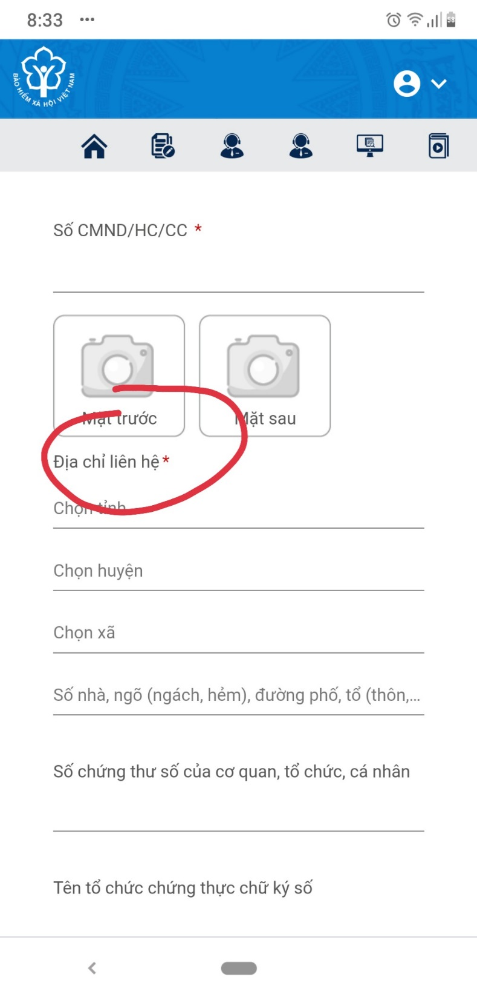 8:33
58
BẢO HIỂM XÃ HỘI VIỆT NAM
Số CMND/HC/CC *
Mặt trước
Mặt sau
Địa chỉ liên hệ *
Chọn tỉnh
Chọn huyện
Chọn xã
Số nhà, ngõ (ngách, hẻm), đường phố, tổ (thôn,...
Số chứng thư số của cơ quan, tổ chức, cá nhân
Tên tổ chức chứng thực chữ ký số